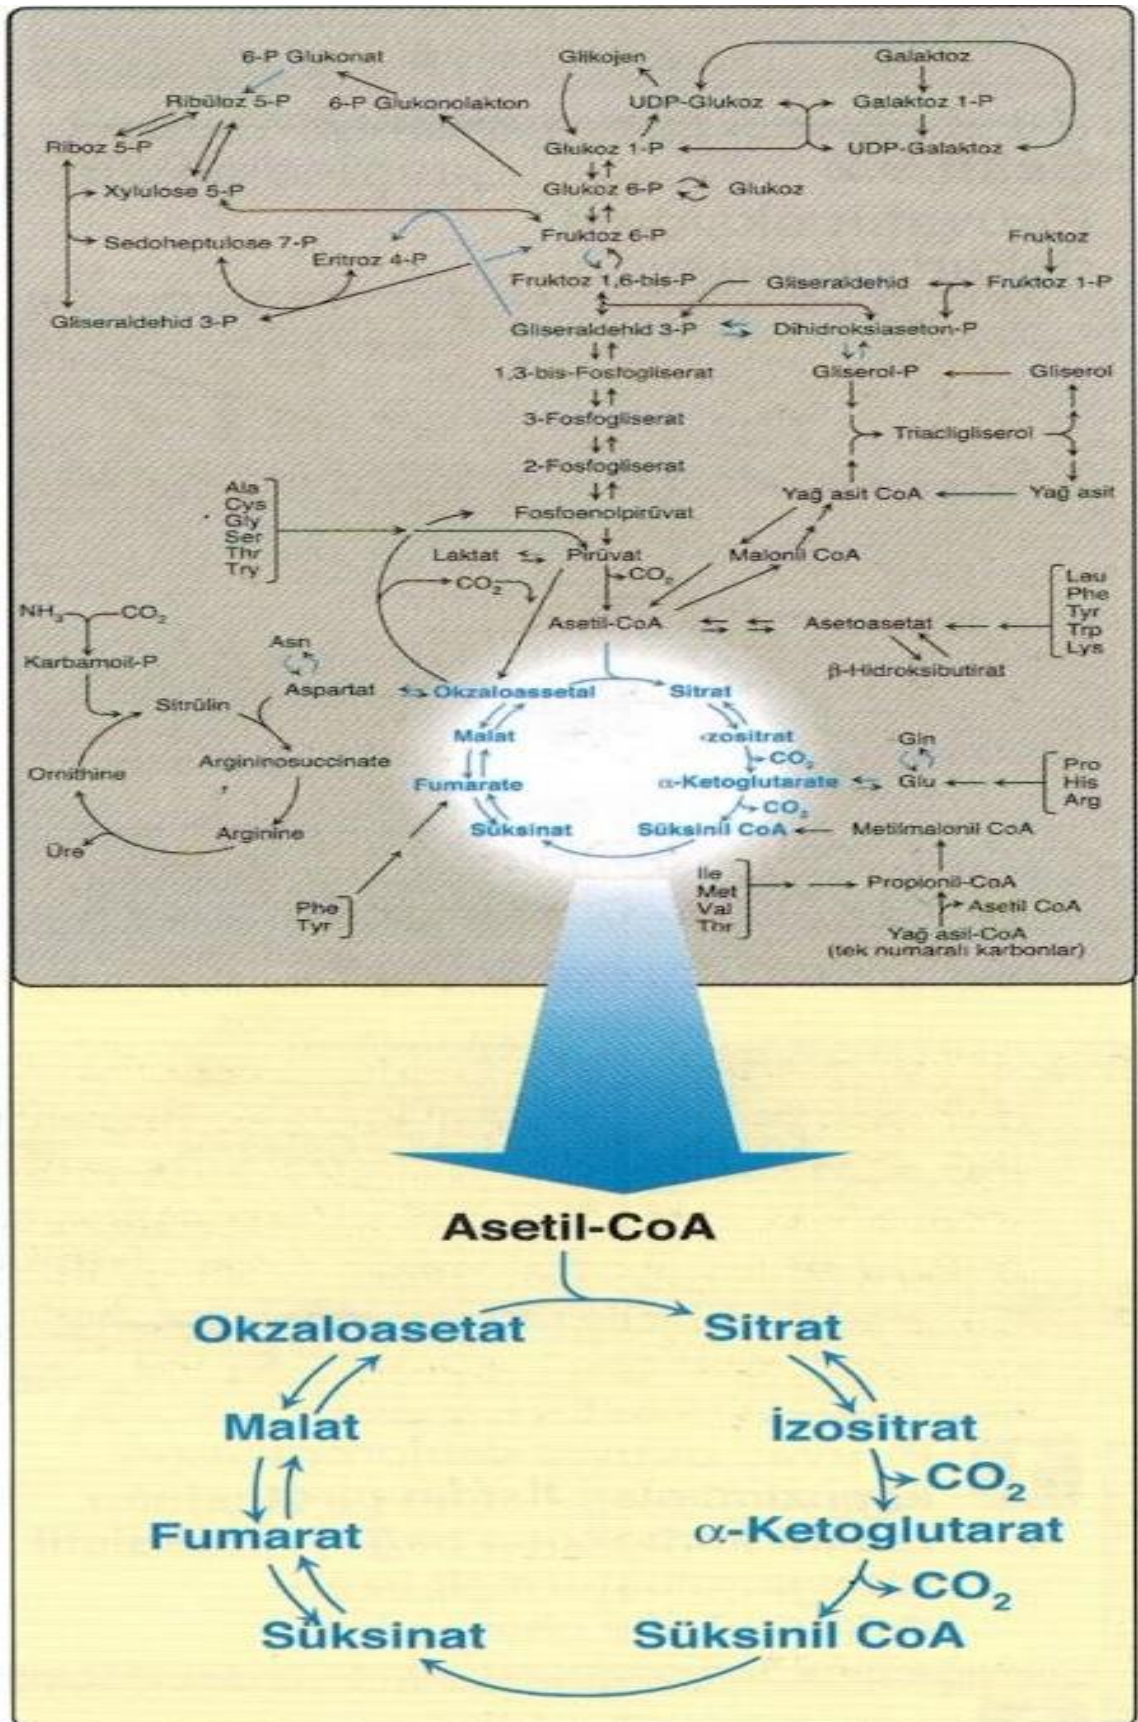 6-P Glukonat
Glikojen
Galaktoz
Ribüloz 5-P
6-P Glukonolakton
UDP-Glukoz
Galaktoz 1-P
Riboz 5-P
Glukoz 1-P
UDP-Galaktoz
Xylulose 5-P
Glukoz 6-P
Glukoz
Sedoheptulose 7-P
Fruktoz 6-P
Fruktoz
Eritroz 4-P
Fruktoz 1,6-bis-P
Gliseraldehid
Fruktoz 1-P
Gliseraldehid 3-P
Gliseraldehid 3-P
Dihidroksiaseton-P
1,3-bis-Fosfogliserat
Gliserol-P
Gliserol
3-Fosfogliserat
Triacligliserol
2-Fosfogliserat
Ala
Cys
Gly
Ser
Thr
Try
Yağ asit CoA
Yağ asit
Fosfoenolpirüvat
Laktat
Pirüvat
Malonil CoA
CO2
CO2
Leu
Phe
Tyr
Trp
Lys
NH3
CO2
Asetil-CoA
Asetoasetat
Karbamoil-P
Asn
β-Hidroksibutirat
Aspartat
Okzaloassetal
Sitrat
Sitrülin
Malat
zositrat
CO2
Gln
Ornithine
Argininosuccinate
Fumarate
α-Ketoglutarate
Glu
Pro
His
Arg
CO2
Arginine
Süksinat
Süksinil CoA
Metilmalonil CoA
Üre
Ile
Met
Val
Thr
Propionil-CoA
Phe
Tyr
Asetil CoA
Yağ asil-CoA
(tek numaralı karbonlar)
Asetil-CoA
Okzaloasetat
Sitrat
Malat
İzositrat
CO2
Fumarat
α-Ketoglutarat
CO2
Süksinat
Süksinil CoA